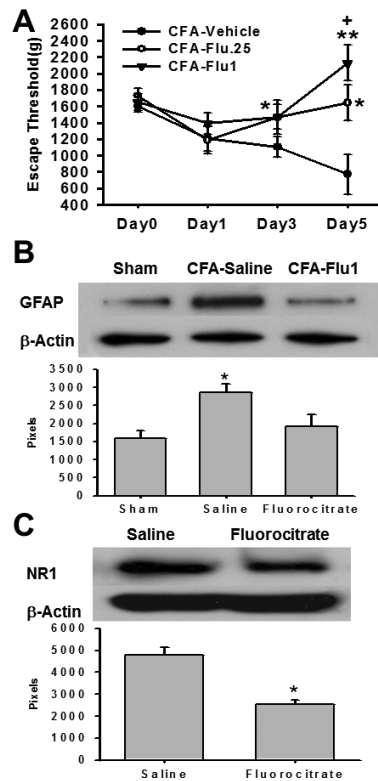 A
Escape Threshold(g)
2600
2400
2200
2000
1800
1600
1400
1200
1000
800
600
400
CFA-Vehicle
CFA-Flu.25
CFA-Flu1
*
+
**
*
Day0 Day1 Day3 Day5
B
Sham CFA-Saline CFA-Flu1
GFAP
β-Actin
Pixels
3500
3000
2500
2000
1500
1000
500
0
*
Sham Saline Fluorocitrate
C
Saline Fluorocitrate
NR1
β-Actin
Pixels
6000
5000
4000
3000
2000
1000
0
*
Saline Fluorocitrate